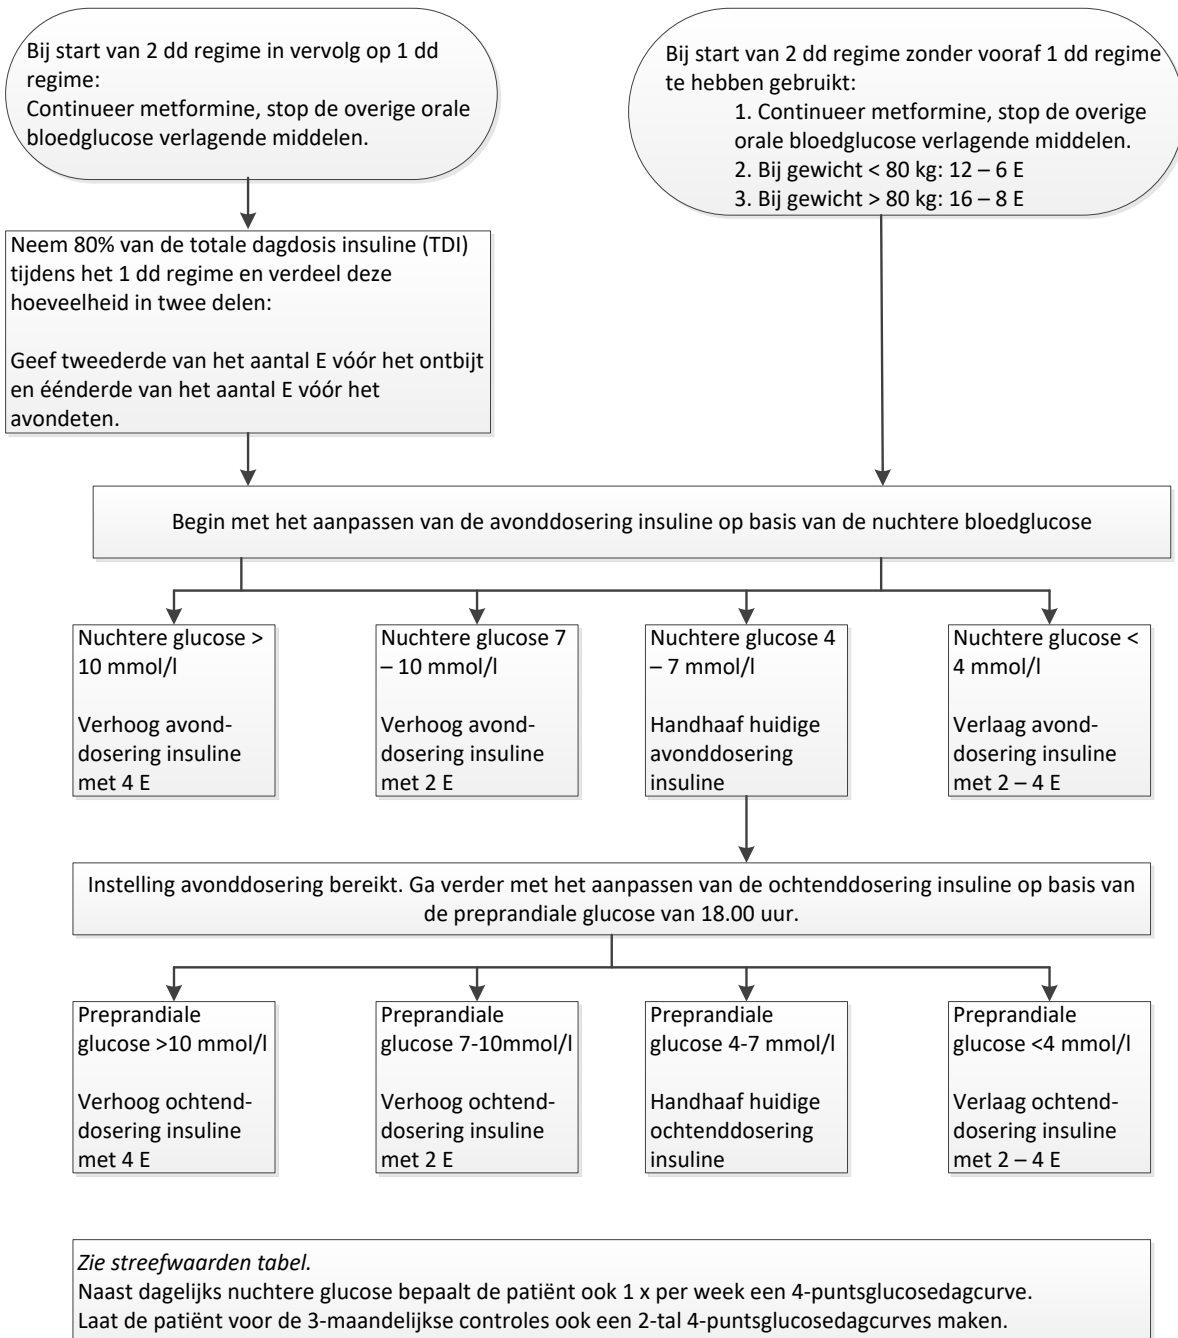 Bij start van 2 dd regime in vervolg op 1 dd
regime:
Continueer metformine, stop de overige orale
bloedglucose verlagende middelen.
Bij start van 2 dd regime zonder vooraf 1 dd regime
te hebben gebruikt:
1. Continueer metformine, stop de overige
orale bloedglucose verlagende middelen.
2. Bij gewicht < 80 kg: 12 – 6 E
3. Bij gewicht > 80 kg: 16 – 8 E
Neem 80% van de totale dagdosis insuline (TDI)
tijdens het 1 dd regime en verdeel deze
hoeveelheid in twee delen:
Geef tweederde van het aantal E vóór het ontbijt
en éénderde van het aantal E vóór het
avondeten.
Begin met het aanpassen van de avonddosering insuline op basis van de nuchtere bloedglucose
Nuchtere glucose >
10 mmol/l
Verhoog avond-
dosering insuline
met 4 E
Nuchtere glucose 7
– 10 mmol/l
Verhoog avond-
dosering insuline
met 2 E
Nuchtere glucose 4
– 7 mmol/l
Handhaaf huidige
avonddosering
insuline
Nuchtere glucose <
4 mmol/l
Verlaag avond-
dosering insuline
met 2 – 4 E
Instelling avonddosering bereikt. Ga verder met het aanpassen van de ochtenddosering insuline op basis van
de preprandiale glucose van 18.00 uur.
Preprandiale
glucose >10 mmol/l
Verhoog ochtend-
dosering insuline
met 4 E
Preprandiale
glucose 7-10mmol/l
Verhoog ochtend-
dosering insuline
met 2 E
Preprandiale
glucose 4-7 mmol/l
Handhaaf huidige
ochtenddosering
insuline
Preprandiale
glucose <4 mmol/l
Verlaag ochtend-
dosering insuline
met 2 – 4 E
Zie streefwaarden tabel.
Naast dagelijks nuchtere glucose bepaalt de patiënt ook 1 x per week een 4-puntsglucosedagcurve.
Laat de patiënt voor de 3-maandelijkse controles ook een 2-tal 4-puntsglucosedagcurves maken.